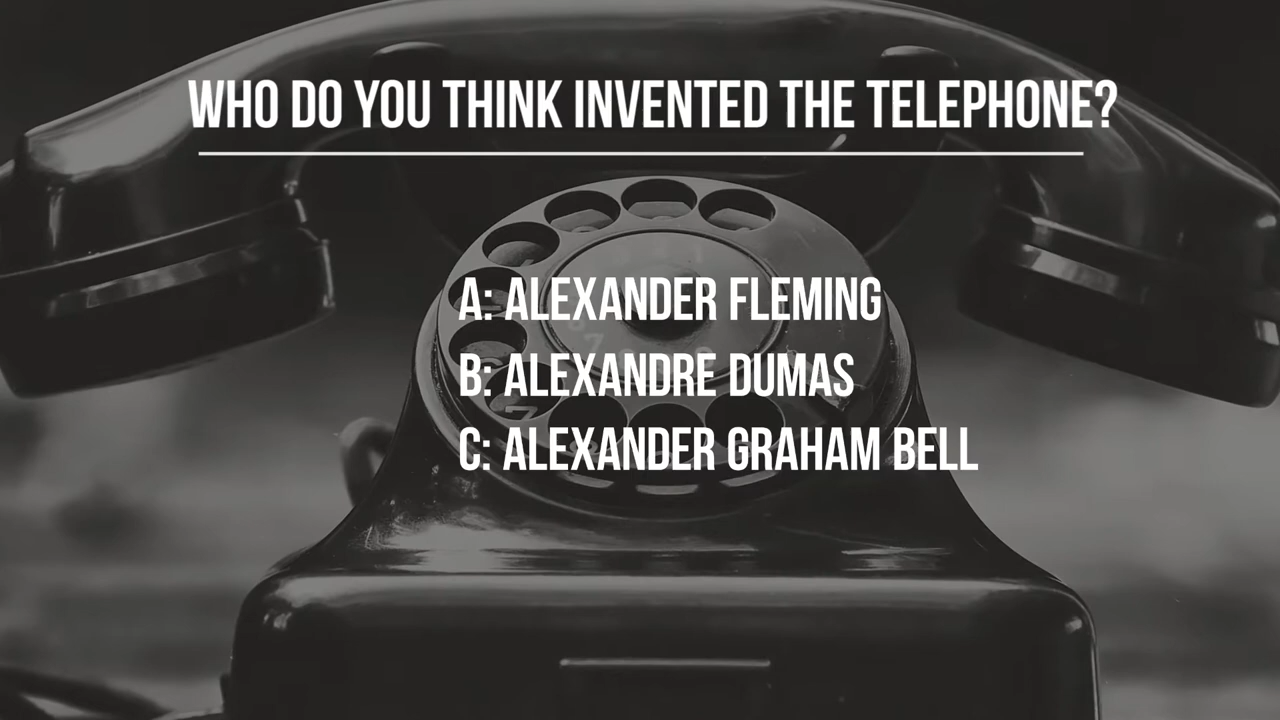 WHO DO YOU THINK INVENTED THE TELEPHONE?
A: ALEXANDER FLEMING
B: ALEXANDRE DUMAS
C: ALEXANDER GRAHAM BELL